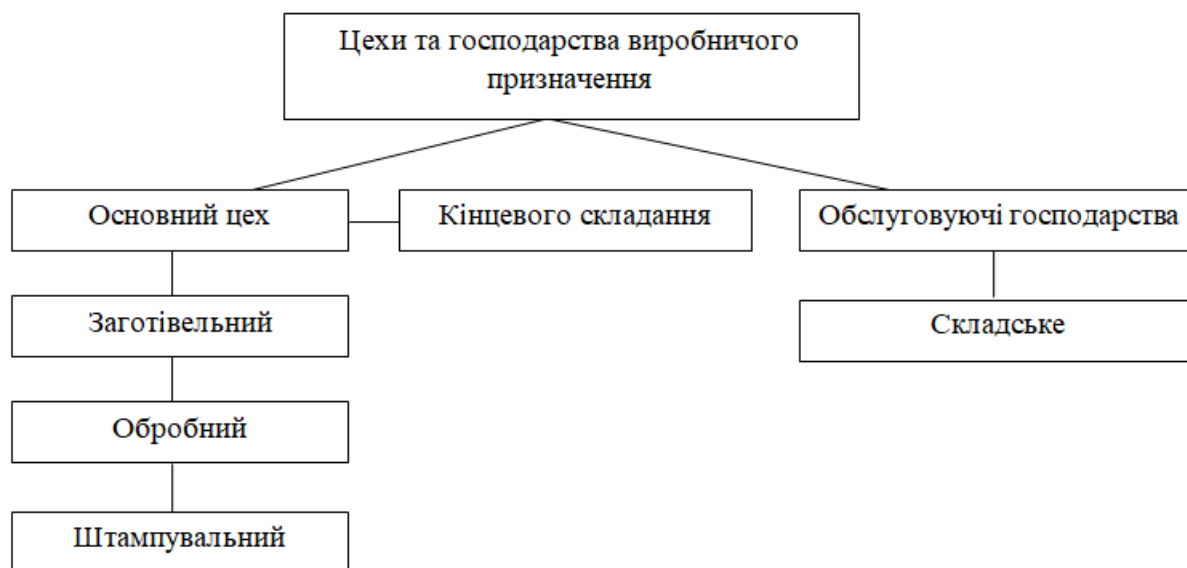 Цехи та господарства виробничого
призначення
Основний цех
Кінцевого складання
Обслуговуючі господарства
Заготівельний
Складське
Обробний
Штампувальний